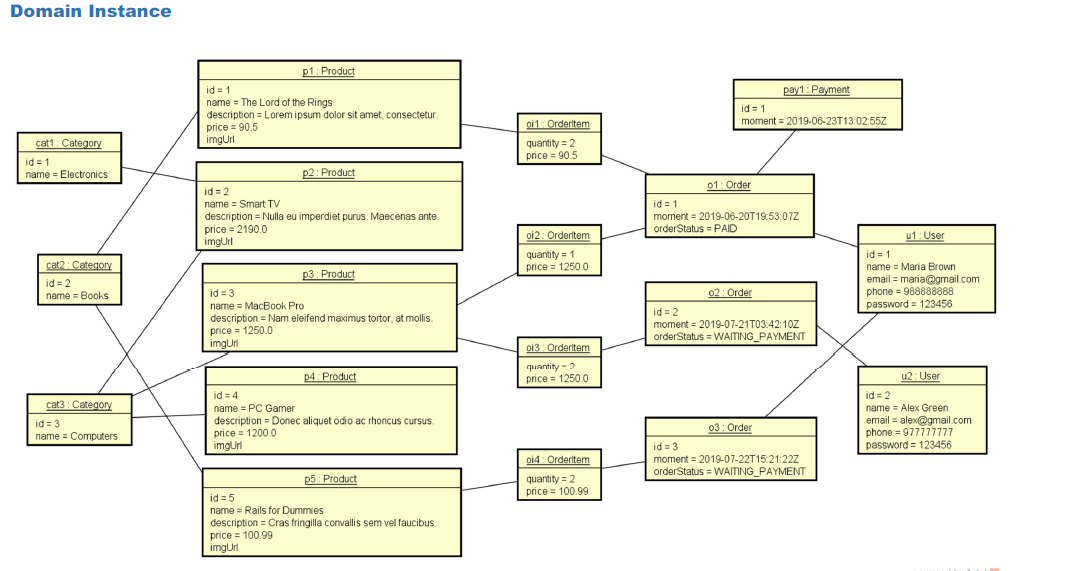 Domain Instance
p1 : Product
id = 1
name = The Lord of the Rings
description = Lorem ipsum dolor sit amet, consectetur.
price = 90.5
imgUrl
pay1 : Payment
id = 1
moment = 2019-06-23T13:02:55Z
oi1 : OrderItem
quantity = 2
price = 90.5
cat1 : Category
id = 1
name = Electronics
p2 : Product
id = 2
name = Smart TV
description = Nulla eu imperdiet purus. Maecenas ante.
price = 2190.0
imgUrl
o1 : Order
id = 1
moment = 2019-06-20T19:53:07Z
orderStatus = PAID
oi2 : OrderItem
quantity = 1
price = 1250.0
u1 : User
id = 1
name = Maria Brown
email = maria@gmail.com
phone = 988888888
password = 123456
cat2 : Category
id = 2
name = Books
p3 : Product
id = 3
name = MacBook Pro
description = Nam eleifend maximus tortor, at mollis.
price = 1250.0
imgUrl
o2 : Order
id = 2
moment = 2019-07-21T03:42:10Z
orderStatus = WAITING_PAYMENT
oi3 : OrderItem
quantity = 2
price = 1250.0
p4 : Product
id = 4
name = PC Gamer
description = Donec aliquet odio ac rhoncus cursus.
price = 1200.0
imgUrl
u2 : User
id = 2
name = Alex Green
email = alex@gmail.com
phone = 977777777
password = 123456
cat3 : Category
id = 3
name = Computers
o3 : Order
id = 3
moment = 2019-07-22T15:21:22Z
orderStatus = WAITING_PAYMENT
oi4 : OrderItem
quantity = 2
price = 100.99
p5 : Product
id = 5
name = Rails for Dummies
description = Cras fringilla convallis sem vel faucibus.
price = 100.99
imgUrl